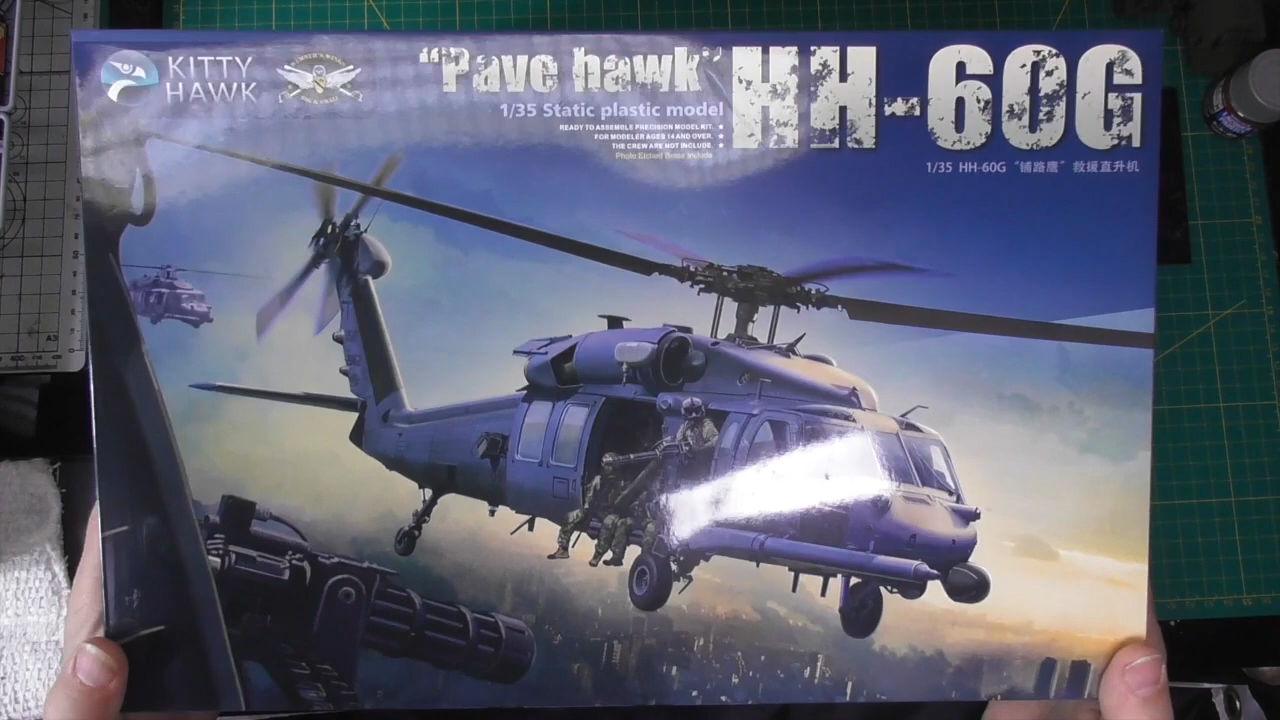 KITTY
HAWK
"Pave hawk"
HH-60G
1/35 Static plastic model
READY TO ASSEMBLE PRECISION MODEL KIT. ★
FOR MODELER AGES 14 AND OVER. ★
THE CREW ARE NOT INCLUDE. ★
Photo Etched Brass Include
1/35 HH-60G “铺路鹰” 救援直升机